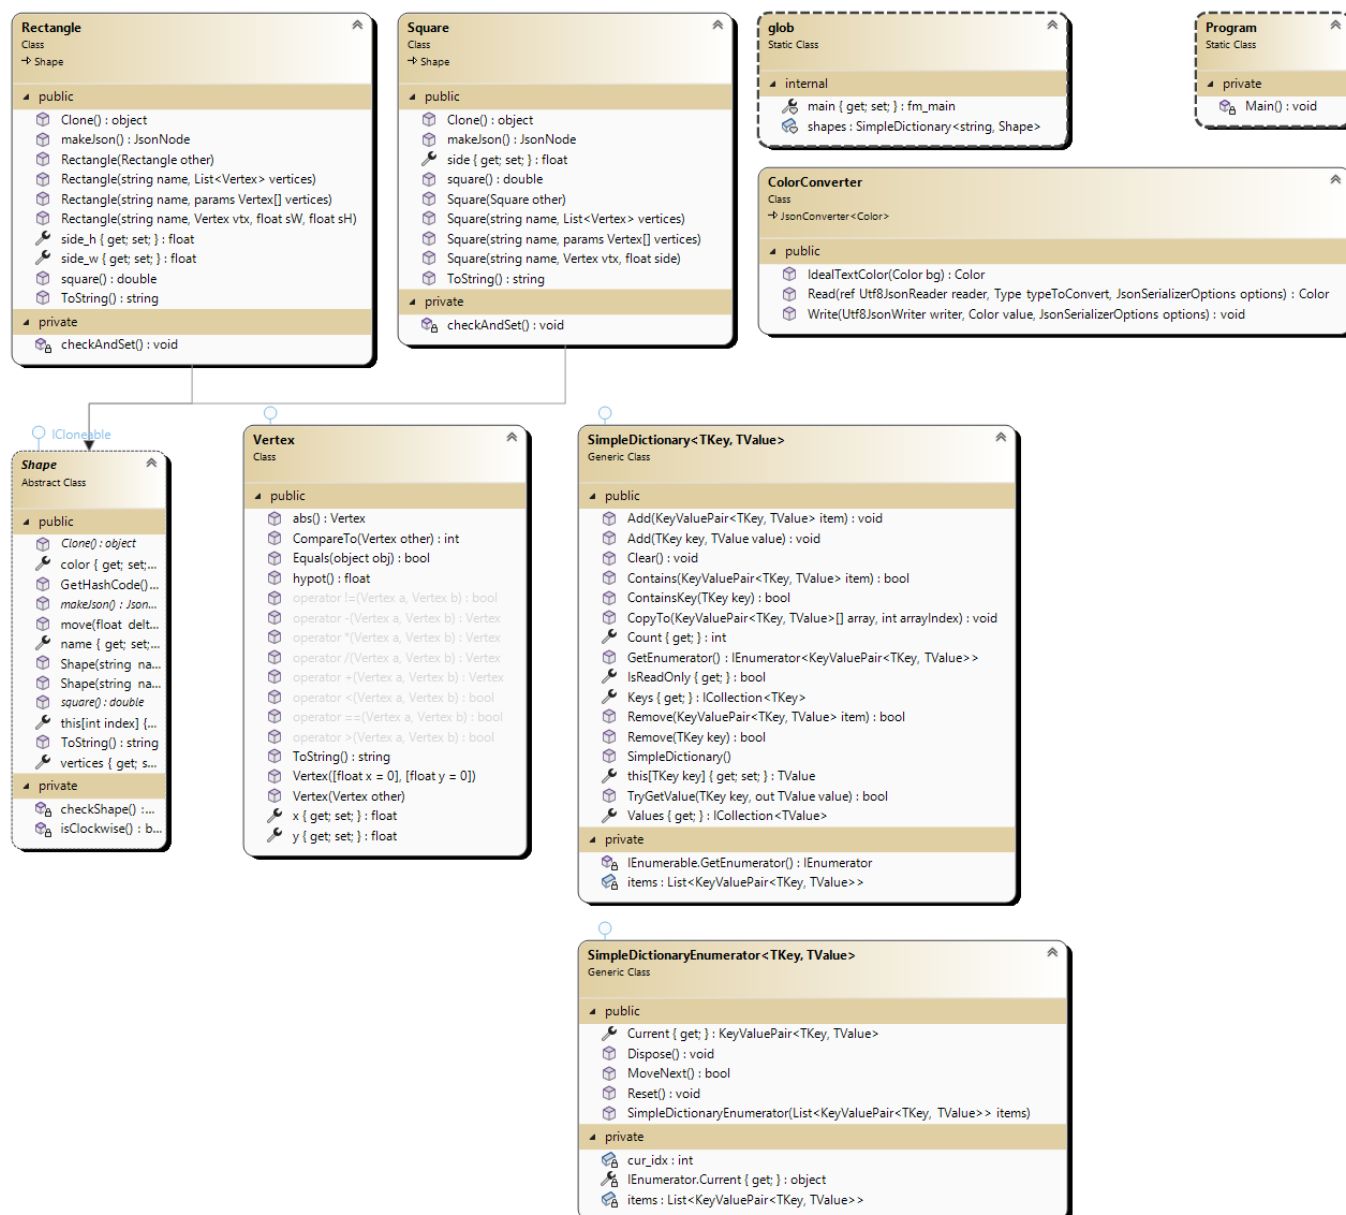 Rectangle
Class
Shape
public
Clone() : object
makeJson() : JsonNode
Rectangle(Rectangle other)
Rectangle(string name, List<Vertex> vertices)
Rectangle(string name, params Vertex[] vertices)
Rectangle(string name, Vertex vtx, float sW, float sH)
side_h { get; set; } : float
side_w { get; set; } : float
square() : double
ToString() : string
private
checkAndSet() : void
Square
Class
Shape
public
Clone() : object
makeJson() : JsonNode
side { get; set; } : float
square() : double
Square(Square other)
Square(string name, List<Vertex> vertices)
Square(string name, params Vertex[] vertices)
Square(string name, Vertex vtx, float side)
ToString() : string
private
checkAndSet() : void
glob
Static Class
internal
main { get; set; } : fm_main
shapes : SimpleDictionary<string, Shape>
Program
Static Class
private
Main() : void
ColorConverter
Class
JsonConverter<Color>
public
IdealTextColor(Color bg) : Color
Read(ref Utf8JsonReader reader, Type typeToConvert, JsonSerializerOptions options) : Color
Write(Utf8JsonWriter writer, Color value, JsonSerializerOptions options) : void
ICloneable
Shape
Abstract Class
public
Clone() : object
color { get; set;...
GetHashCode()...
makeJson() : Json...
move(float delt...
name { get; set;...
Shape(string na...
Shape(string na...
square() : double
this[int index] {...
ToString() : string
vertices { get; s...
private
checkShape() :...
isClockwise() : b...
Vertex
Class
public
abs() : Vertex
CompareTo(Vertex other) : int
Equals(object obj) : bool
hypot() : float
operator !=(Vertex a, Vertex b) : bool
operator -(Vertex a, Vertex b) : Vertex
operator *(Vertex a, Vertex b) : Vertex
operator /(Vertex a, Vertex b) : Vertex
operator +(Vertex a, Vertex b) : Vertex
operator <(Vertex a, Vertex b) : bool
operator ==(Vertex a, Vertex b) : bool
operator >(Vertex a, Vertex b) : bool
ToString() : string
Vertex([float x = 0], [float y = 0])
Vertex(Vertex other)
x { get; set; } : float
y { get; set; } : float
SimpleDictionary<TKey, TValue>
Generic Class
public
Add(KeyValuePair<TKey, TValue> item) : void
Add(TKey key, TValue value) : void
Clear() : void
Contains(KeyValuePair<TKey, TValue> item) : bool
ContainsKey(TKey key) : bool
CopyTo(KeyValuePair<TKey, TValue>[] array, int arrayIndex) : void
Count { get; } : int
GetEnumerator() : IEnumerator<KeyValuePair<TKey, TValue>>
IsReadOnly { get; } : bool
Keys { get; } : ICollection<TKey>
Remove(KeyValuePair<TKey, TValue> item) : bool
Remove(TKey key) : bool
SimpleDictionary()
this[TKey key] { get; set; } : TValue
TryGetValue(TKey key, out TValue value) : bool
Values { get; } : ICollection<TValue>
private
IEnumerable.GetEnumerator() : IEnumerator
items : List<KeyValuePair<TKey, TValue>>
SimpleDictionaryEnumerator<TKey, TValue>
Generic Class
public
Current { get; } : KeyValuePair<TKey, TValue>
Dispose() : void
MoveNext() : bool
Reset() : void
SimpleDictionaryEnumerator(List<KeyValuePair<TKey, TValue>> items)
private
cur_idx : int
IEnumerator.Current { get; } : object
items : List<KeyValuePair<TKey, TValue>>